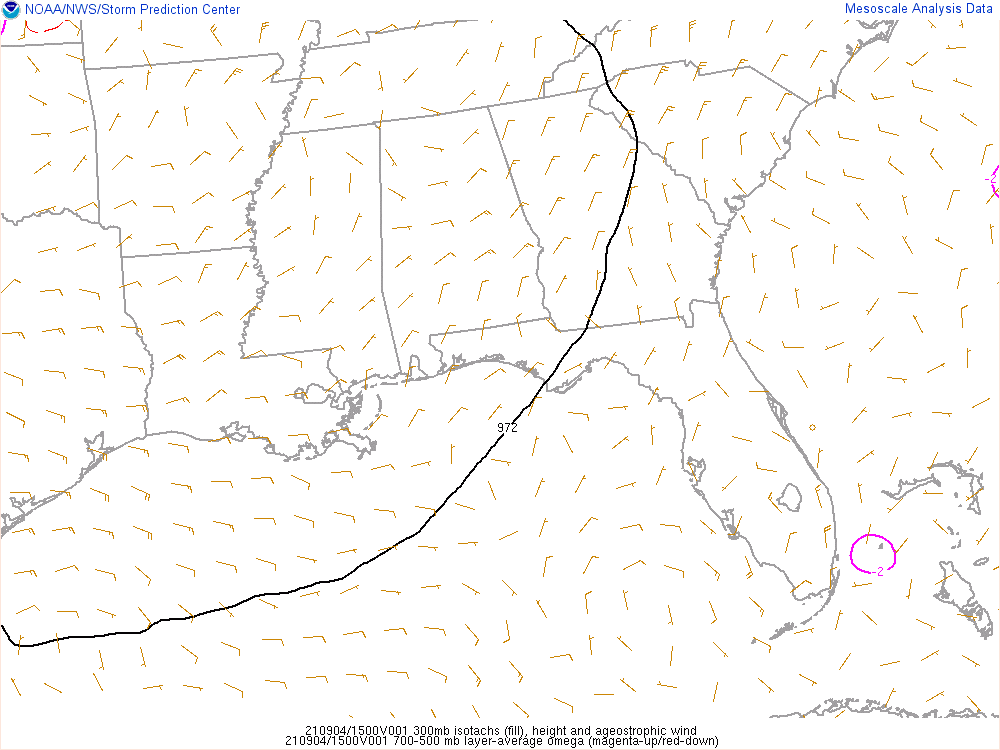 NOAA/NWS/Storm Prediction Center
Mesoscale Analysis Data
-2
972
-2
210904/1500V001 300mb isotachs (fill), height and ageostrophic wind
210904/1500V001 700-500 mb layer-average omega (magenta-up/red-down)